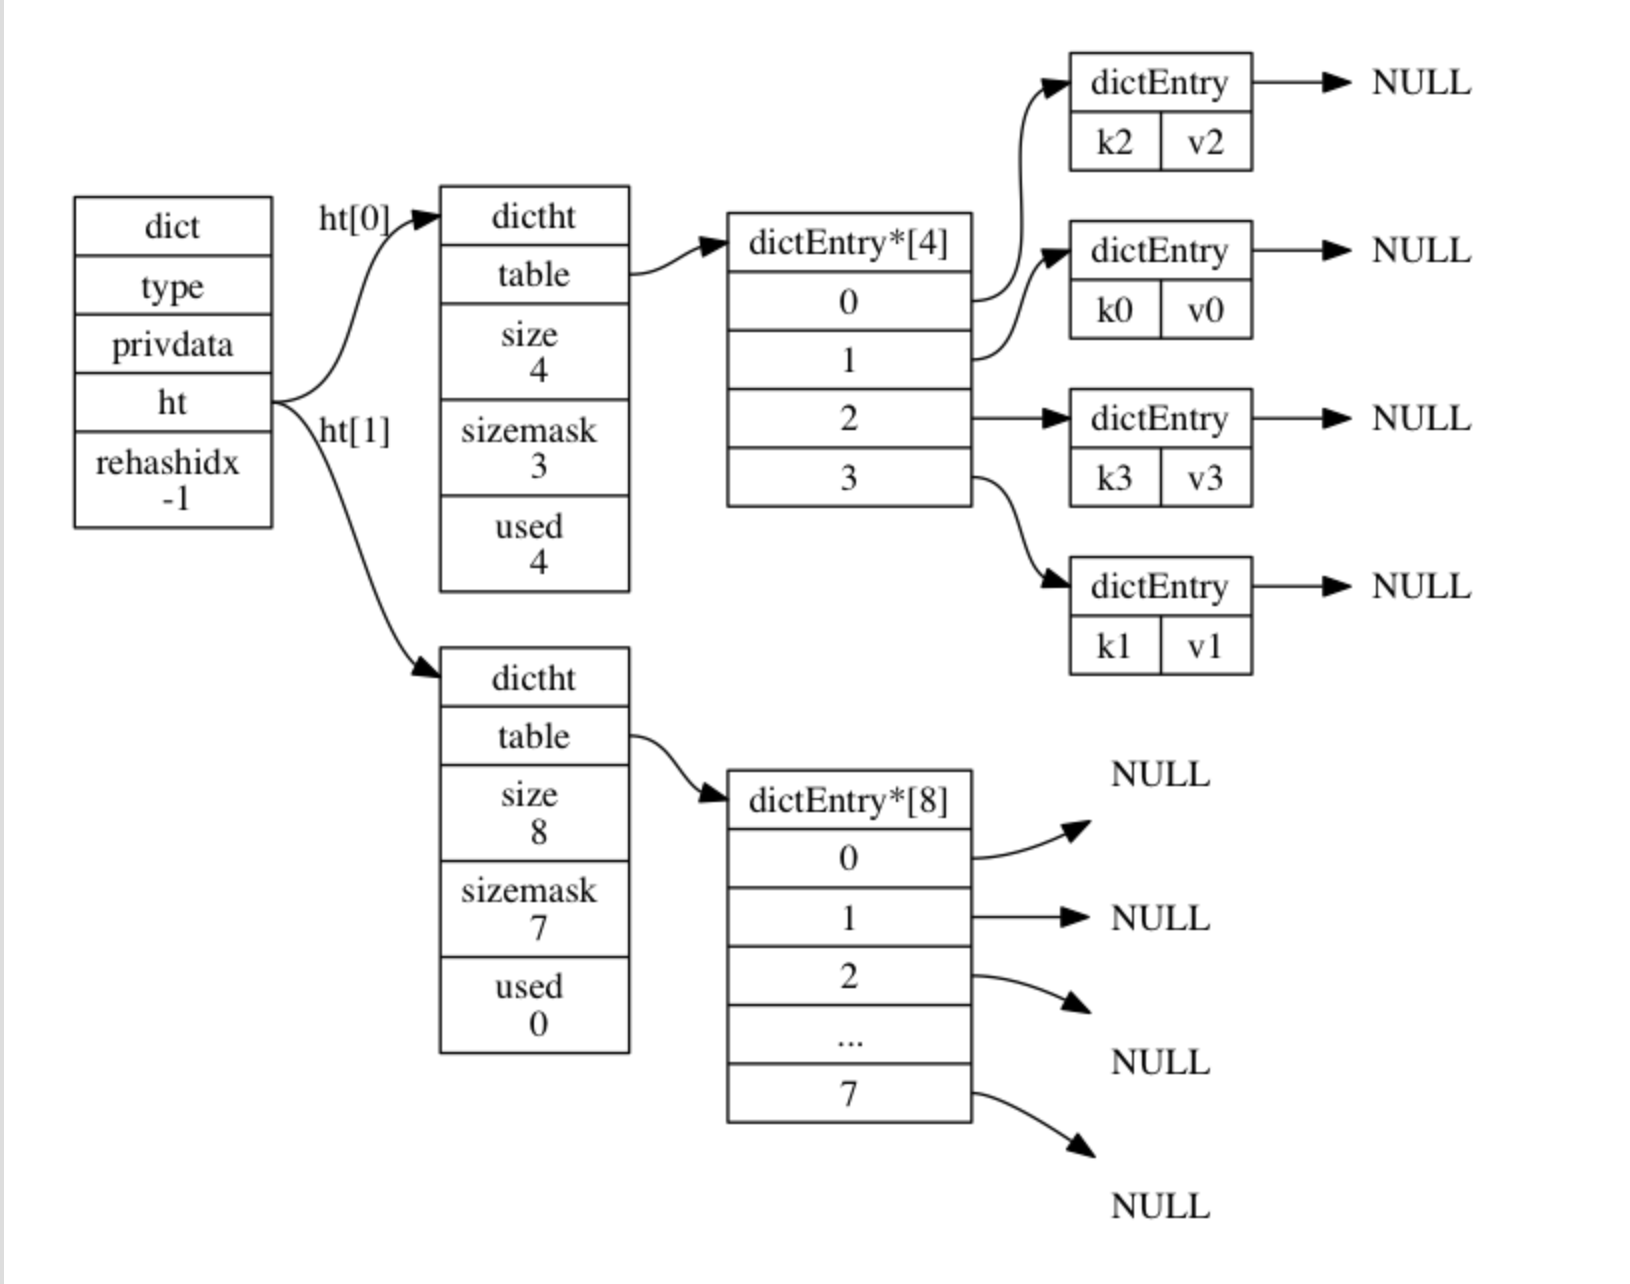 dict
type
privdata
ht
rehashidx
-1
ht[0]
ht[1]
dictht
table
size
4
sizemask
3
used
4
dictEntry*[4]
0
1
2
3
dictEntry
k2 v2
NULL
dictEntry
k0 v0
NULL
dictEntry
k3 v3
NULL
dictEntry
k1 v1
NULL
dictht
table
size
8
sizemask
7
used
0
dictEntry*[8]
0
1
2
...
7
NULL
NULL
NULL
NULL